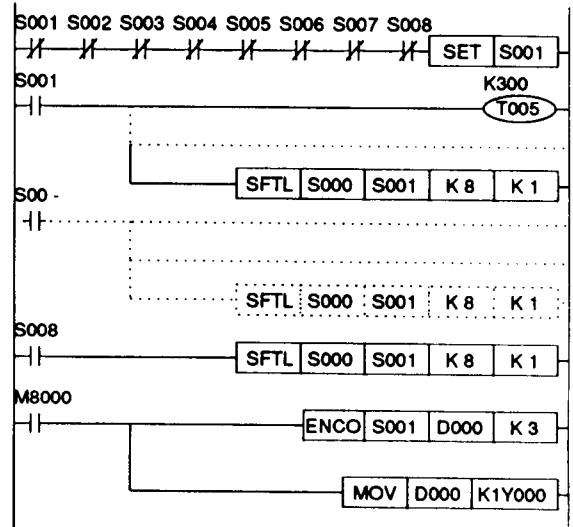 S001 S002 S003 S004 S005 S006 S007 S008
SET S001
S001
K300
T005
SFTL S000 S001 K 8 K 1
S00 -
SFTL S000 S001 K 8 K 1
S008
SFTL S000 S001 K 8 K 1
M8000
ENCO S001 D000 K 3
MOV D000 K1Y000